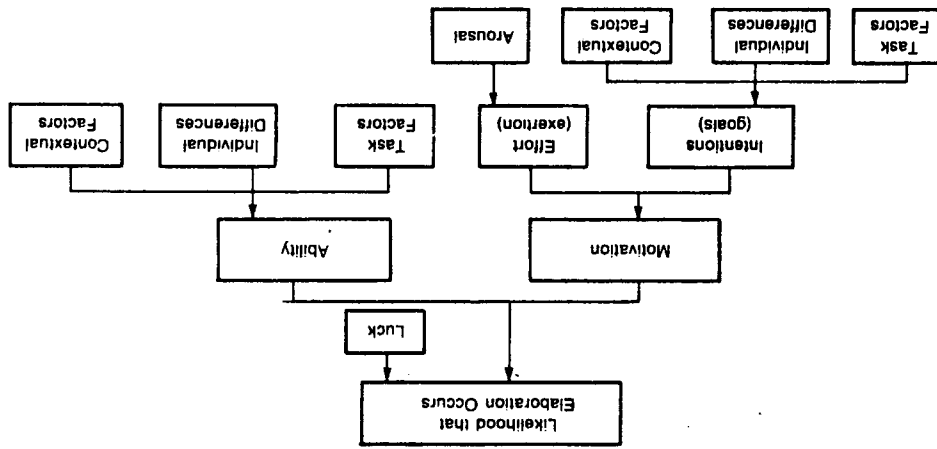 Likelihood that
Elaboration Occurs
Luck
Motivation
Ability
Intentions
(goals)
Effort
(exertion)
Task
Factors
Individual
Differences
Contextual
Factors
Task
Factors
Individual
Differences
Contextual
Factors
Arousal